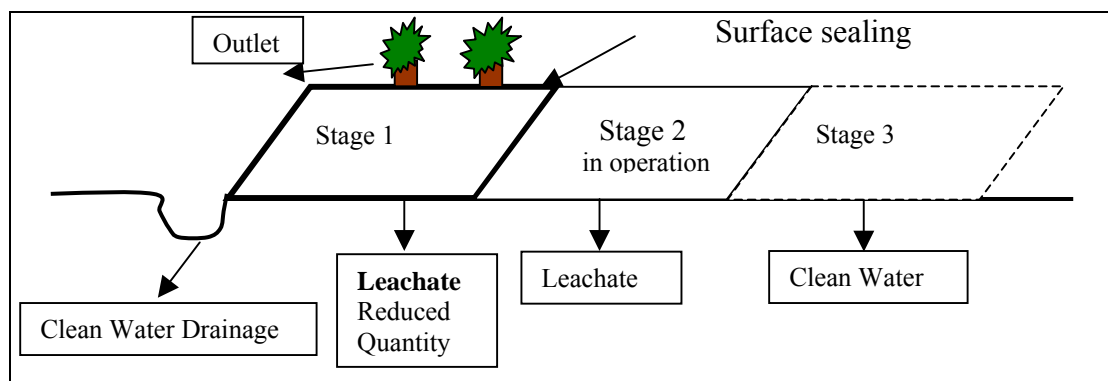 Outlet
Surface sealing
Stage 1
Stage 2
in operation
Stage 3
Leachate
Reduced
Quantity
Leachate
Clean Water
Clean Water Drainage